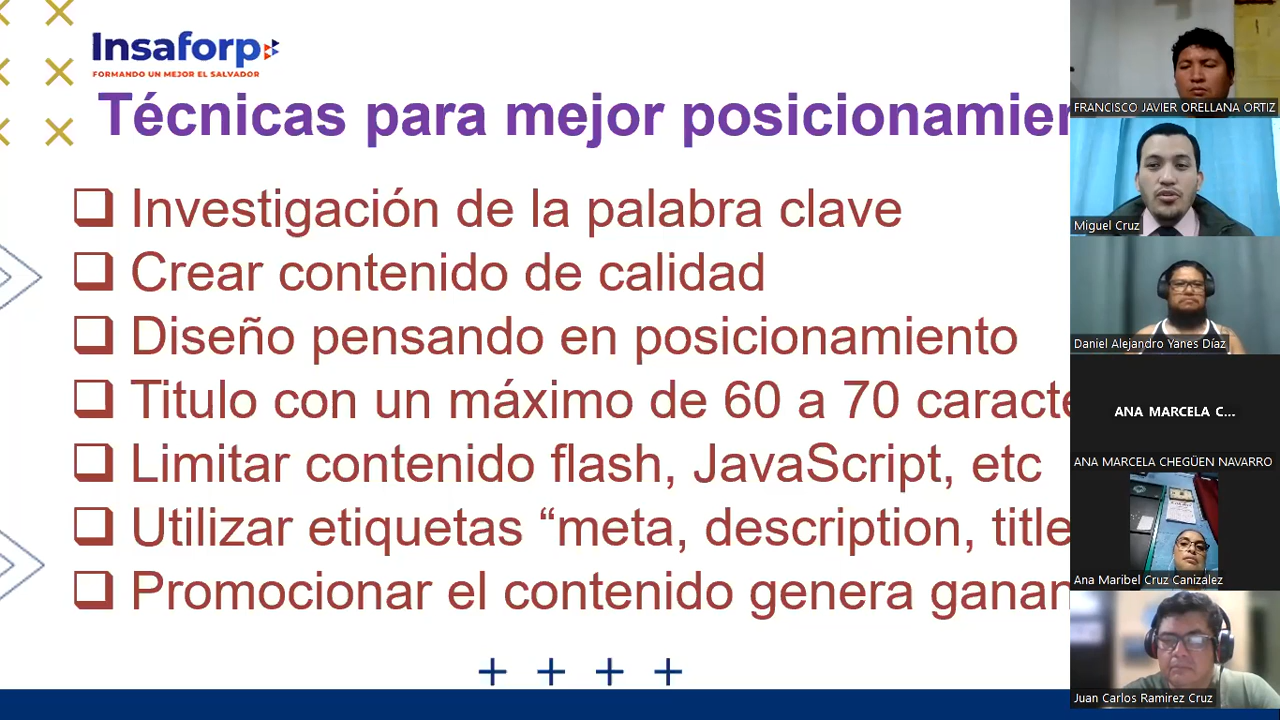 Insaforp
FORMANDO UN MEJOR EL SALVADOR
Técnicas para mejor posicionamien
Investigación de la palabra clave
Crear contenido de calidad
Diseño pensando en posicionamiento
Titulo con un máximo de 60 a 70 caracte
Limitar contenido flash, JavaScript, etc
Utilizar etiquetas “meta, description, title
Promocionar el contenido genera ganan
FRANCISCO JAVIER ORELLANA ORTIZ
Miguel Cruz
Daniel Alejandro Yanes Díaz
ANA MARCELA C...
ANA MARCELA CHEGÜEN NAVARRO
Ana Maribel Cruz Canizález
Juan Carlos Ramirez Cruz